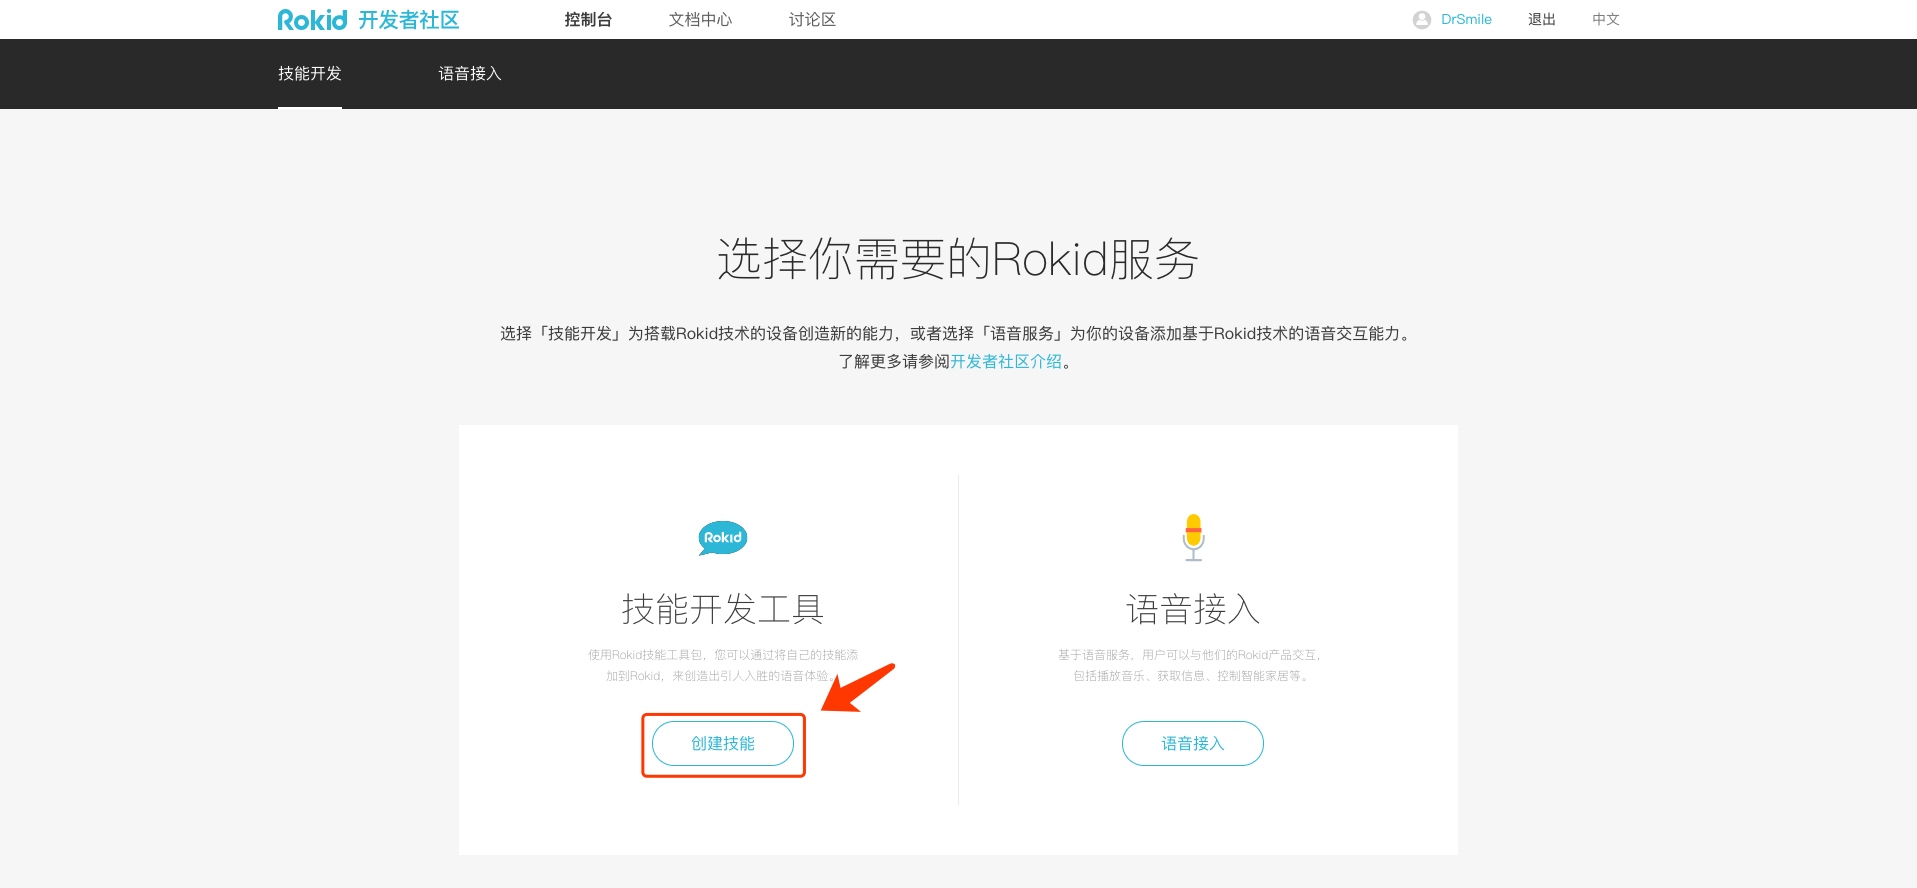 Rokid 开发者社区
控制台
文档中心
讨论区
DrSmile
退出
中文
技能开发
语音接入
选择你需要的Rokid服务
选择「技能开发」为搭载Rokid技术的设备创造新的能力，或者选择「语音服务」为你的设备添加基于Rokid技术的语音交互能力。
了解更多请参阅开发者社区介绍。
Rokid
技能开发工具
使用Rokid技能工具包，您可以通过将自己的技能添
加到Rokid，来创造出引人入胜的语音体验。
创建技能
语音接入
基于语音服务，用户可以与他们的Rokid产品交互，
包括播放音乐、获取信息、控制智能家居等。
语音接入